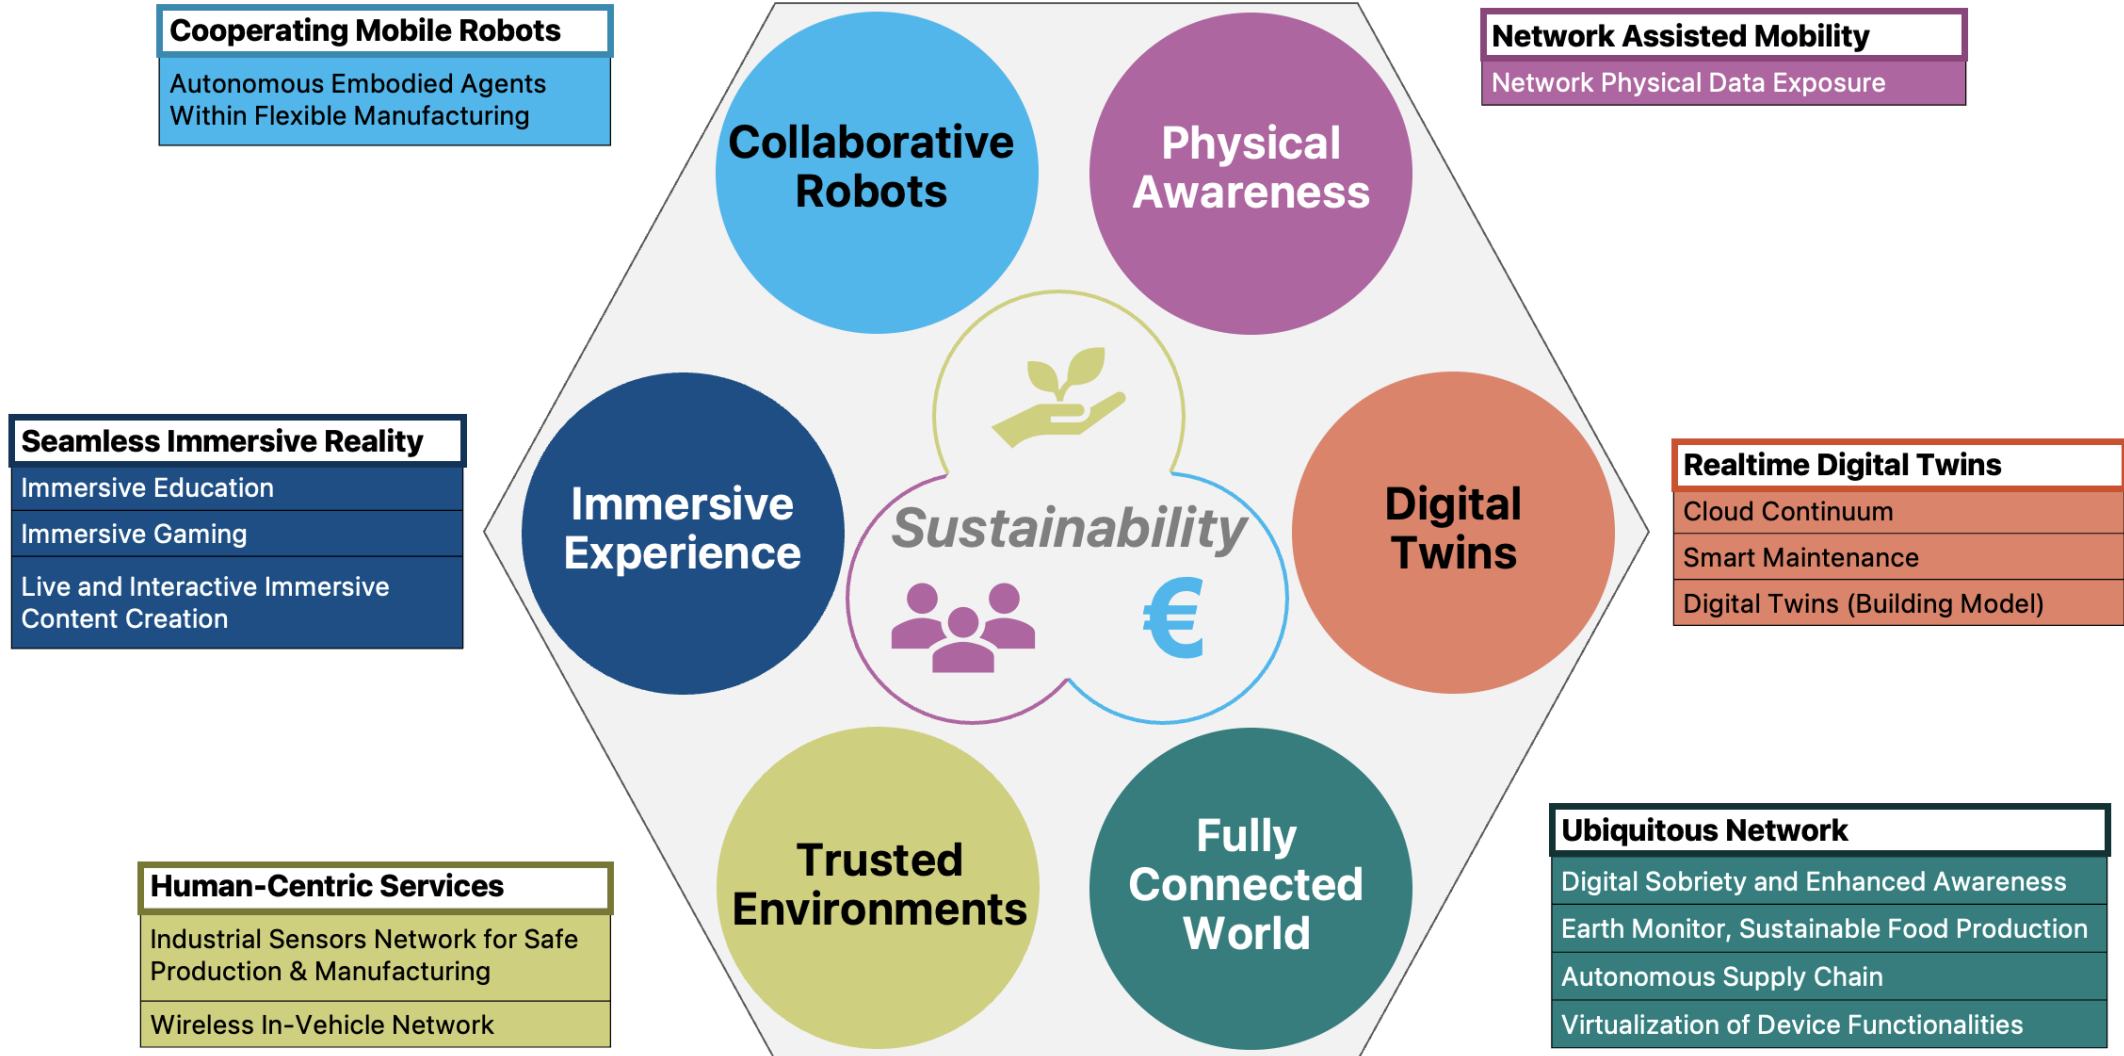 Cooperating Mobile Robots
Autonomous Embodied Agents
Within Flexible Manufacturing
Network Assisted Mobility
Network Physical Data Exposure
Collaborative
Robots
Physical
Awareness
Seamless Immersive Reality
Immersive Education
Immersive Gaming
Live and Interactive Immersive
Content Creation
Immersive
Experience
Sustainability
€
Digital
Twins
Realtime Digital Twins
Cloud Continuum
Smart Maintenance
Digital Twins (Building Model)
Human-Centric Services
Industrial Sensors Network for Safe
Production & Manufacturing
Wireless In-Vehicle Network
Trusted
Environments
Fully
Connected
World
Ubiquitous Network
Digital Sobriety and Enhanced Awareness
Earth Monitor, Sustainable Food Production
Autonomous Supply Chain
Virtualization of Device Functionalities